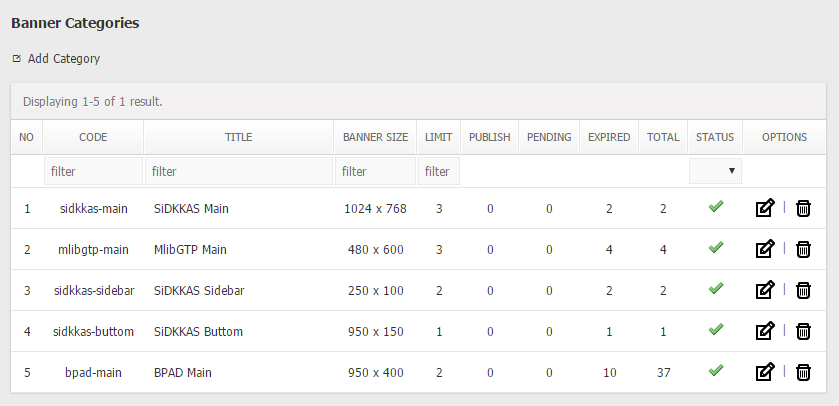 Banner Categories
Add Category
Displaying 1-5 of 1 result.
NO CODE TITLE BANNER SIZE LIMIT PUBLISH PENDING EXPIRED TOTAL STATUS OPTIONS
filter filter filter filter
1 sidkkas-main SiDKKAS Main 1024 x 768 3 0 0 2 2 |
2 mlibgtp-main MlibGTP Main 480 x 600 3 0 0 4 4 |
3 sidkkas-sidebar SiDKKAS Sidebar 250 x 100 2 0 0 2 2 |
4 sidkkas-buttom SiDKKAS Buttom 950 x 150 1 0 0 1 1 |
5 bpad-main BPAD Main 950 x 400 2 0 0 10 37 |